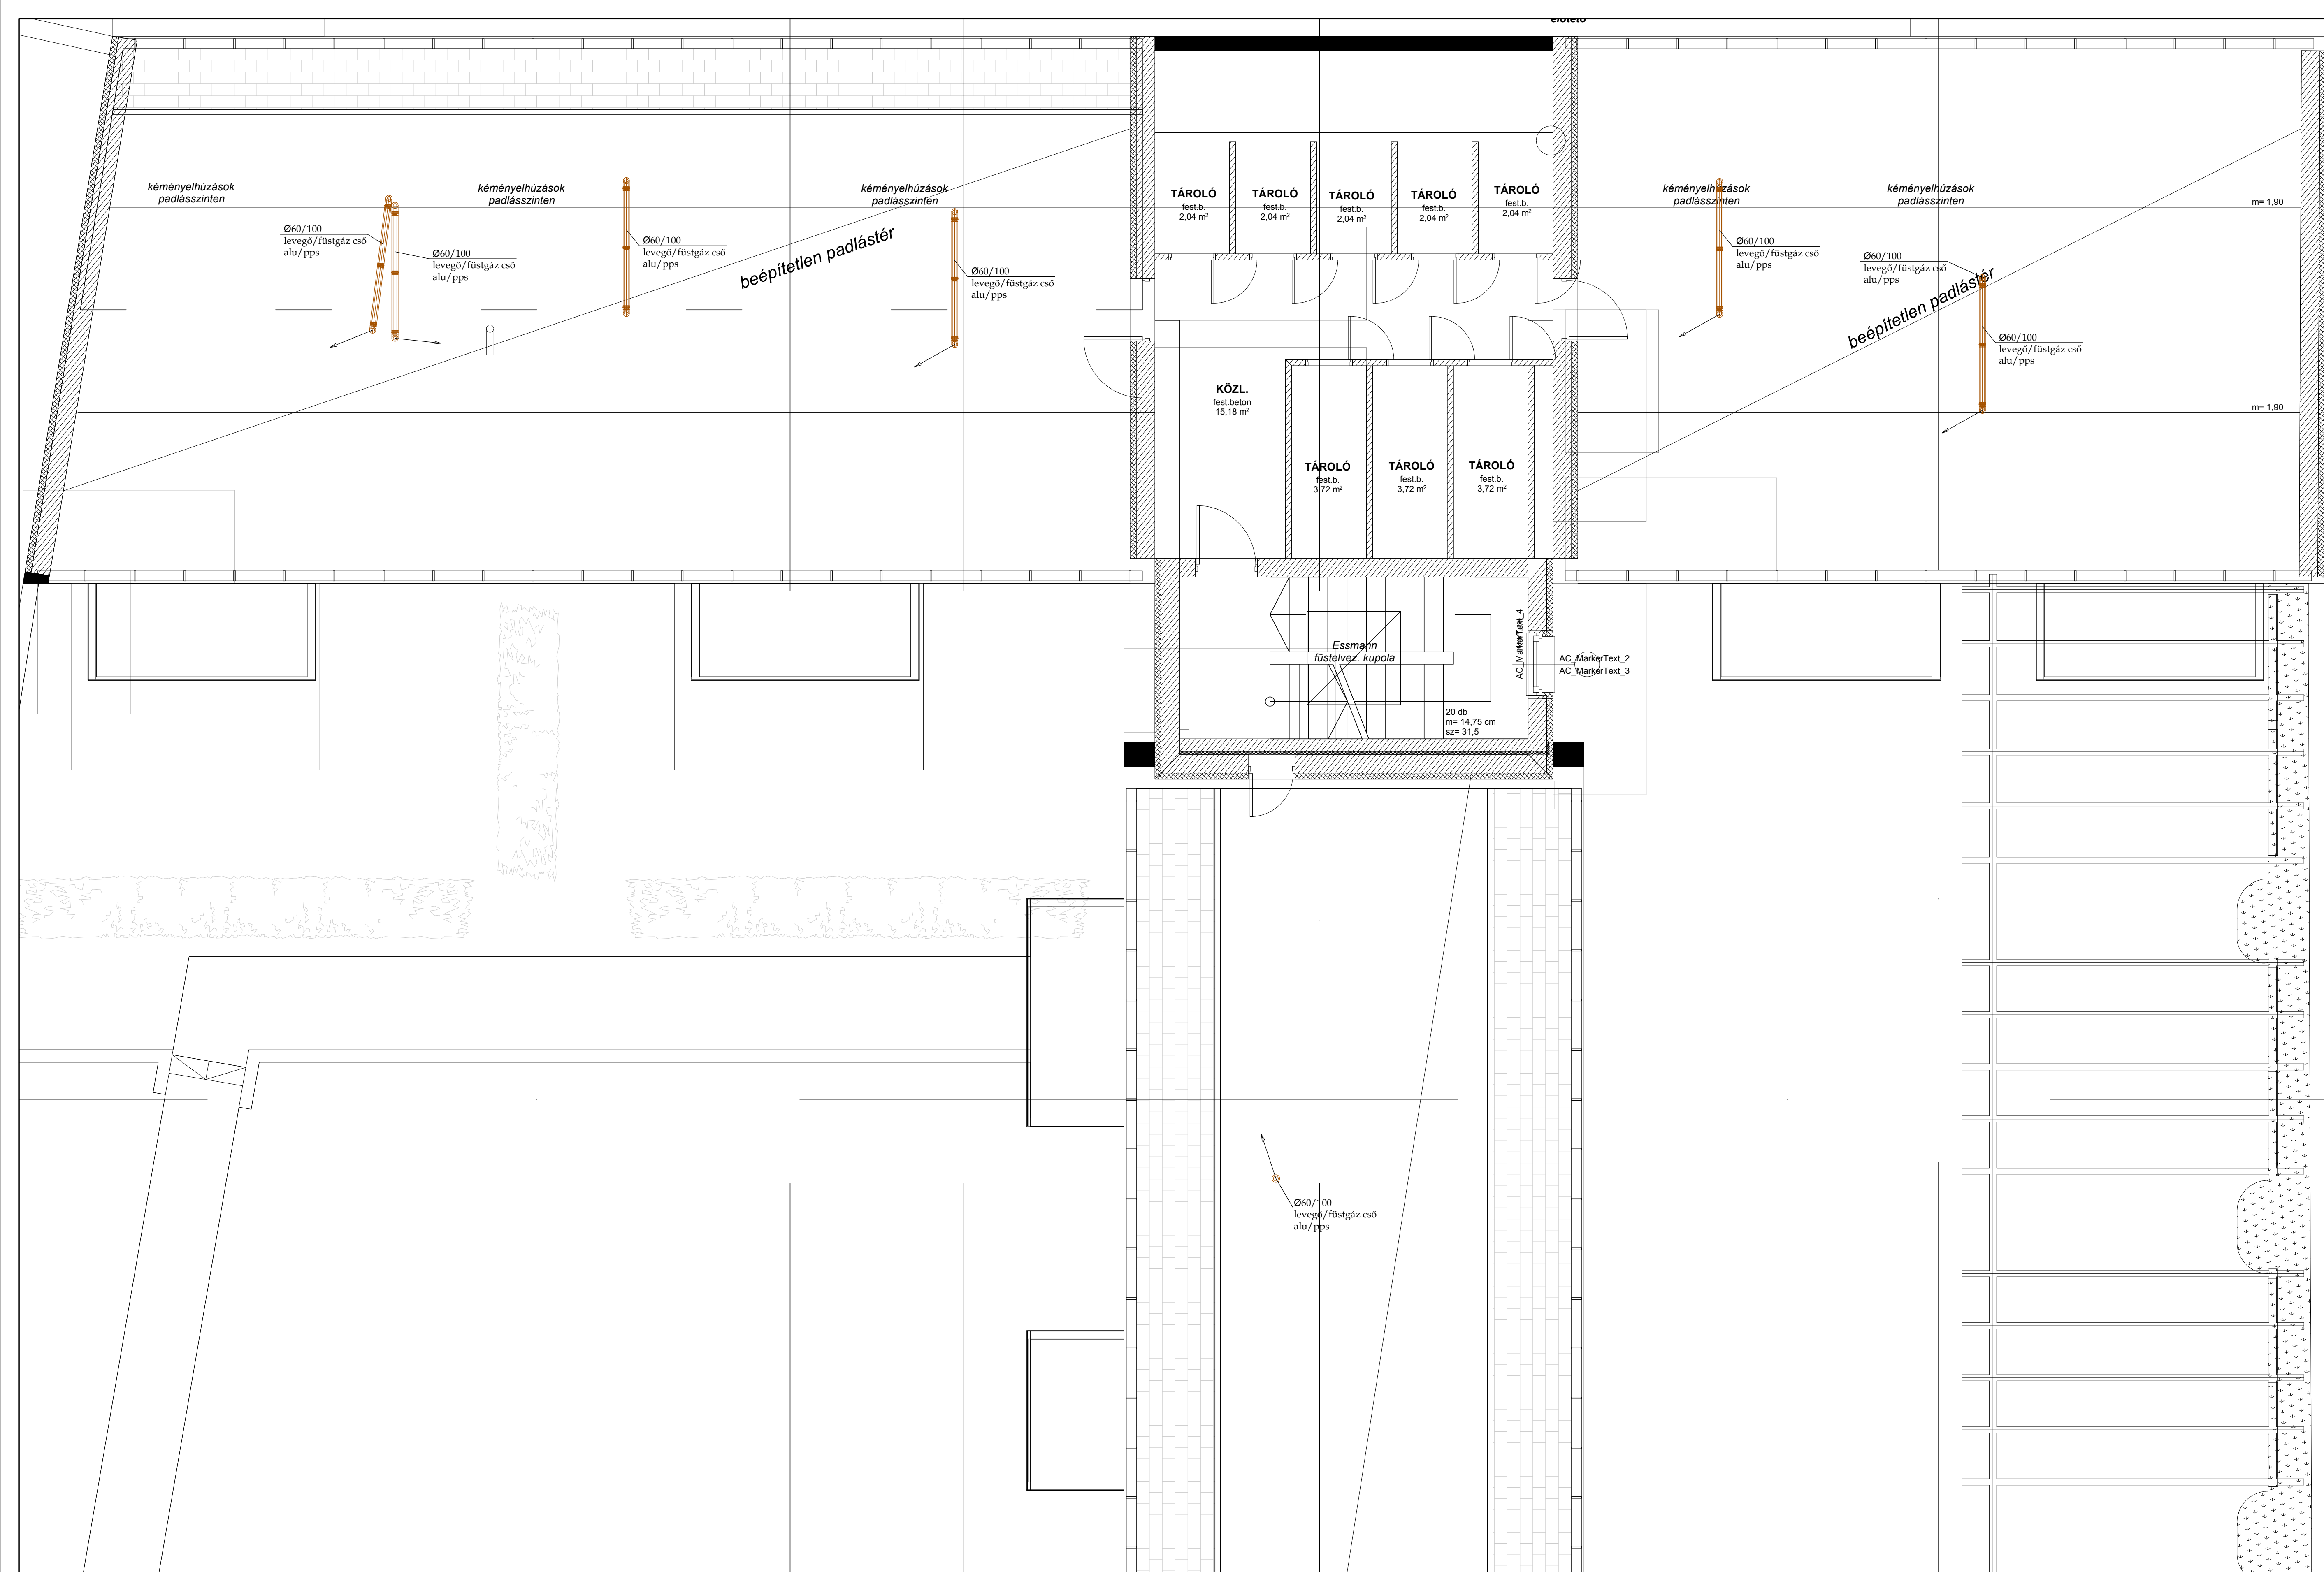 előtető
kéményelhúzások
padlásszinten
kéményelhúzások
padlásszinten
kéményelhúzások
padlásszinten
TÁROLÓ
fest.b.
2,04 m²
TÁROLÓ
fest.b.
2,04 m²
TÁROLÓ
fest.b.
2,04 m²
TÁROLÓ
fest.b.
2,04 m²
TÁROLÓ
fest.b.
2,04 m²
kéményelhúzások
padlásszinten
kéményelhúzások
padlásszinten
m= 1,90
Ø60/100
levegő/füstgáz cső
alu/pps
Ø60/100
levegő/füstgáz cső
alu/pps
Ø60/100
levegő/füstgáz cső
alu/pps
beépítetlen padlástér
Ø60/100
levegő/füstgáz cső
alu/pps
Ø60/100
levegő/füstgáz cső
alu/pps
Ø60/100
levegő/füstgáz cső
alu/pps
beépítetlen padlástér
Ø60/100
levegő/füstgáz cső
alu/pps
KÖZL.
fest.beton
15,18 m²
m= 1,90
TÁROLÓ
fest.b.
3,72 m²
TÁROLÓ
fest.b.
3,72 m²
TÁROLÓ
fest.b.
3,72 m²
Essmann
füstelvez. kupola
AC_MarkerText_4
AC_MarkerText_2
AC_MarkerText_3
20 db
m= 14,75 cm
sz= 31,5
Ø60/100
levegő/füstgáz cső
alu/pps